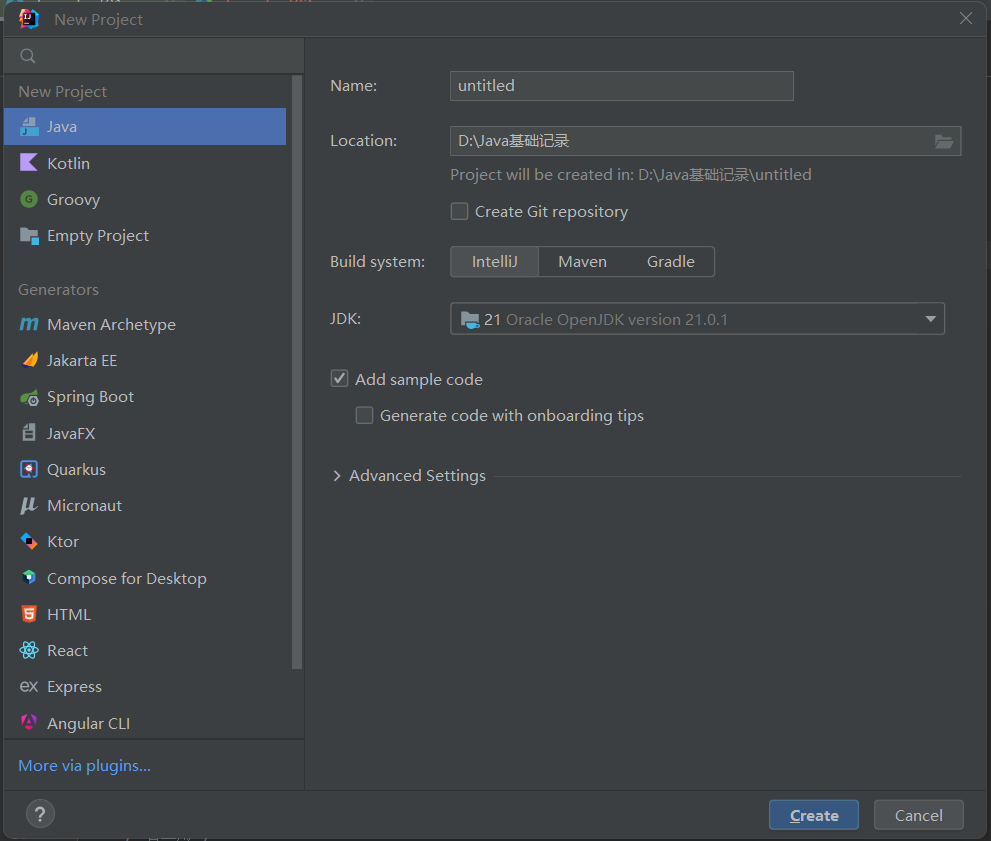 New Project
New Project
Java
Kotlin
Groovy
Empty Project
Generators
Maven Archetype
Jakarta EE
Spring Boot
JavaFX
Quarkus
Micronaut
Ktor
Compose for Desktop
HTML
React
Express
Angular CLI
More via plugins...
Name: untitled
Location: D:\Java基础记录
Project will be created in: D:\Java基础记录\untitled
Create Git repository
Build system: IntelliJ Maven Gradle
JDK: 21 Oracle OpenJDK version 21.0.1
Add sample code
Generate code with onboarding tips
Advanced Settings
? Create Cancel